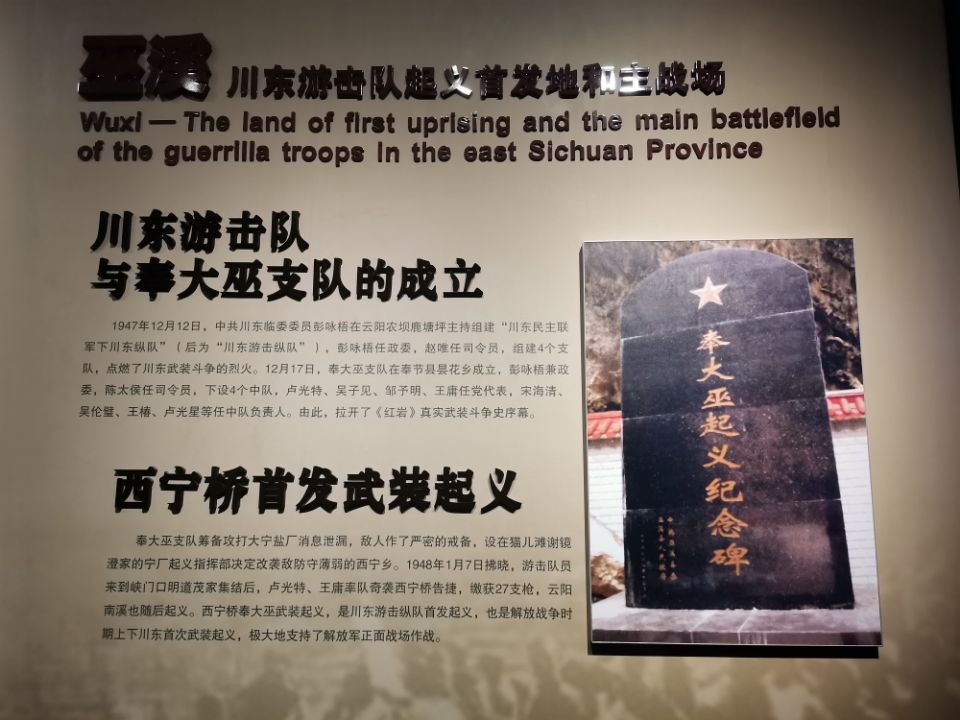 巫溪 川东游击队起义首发地和主战场
Wuxi — The land of first uprising and the main battlefield
of the guerrilla troops in the east Sichuan Province
川东游击队
与奉大巫支队的成立
1947年12月12日，中共川东临委委员彭咏梧在云阳农坝鹿塘坪主持组建“川东民主联
军下川东纵队”（后为“川东游击纵队”），彭咏梧任政委，赵唯任司令员，组建4个支
队，点燃了川东武装斗争的烈火。12月17日，奉大巫支队在奉节县昙花乡成立，彭咏梧兼政
委，陈太侯任司令员，下设4个中队，卢光特、吴子见、邹予明、王庸任党代表，宋海清、
吴伦璧、王椿、卢光星等任中队负责人。由此，拉开了《红岩》真实武装斗争史序幕。
西宁桥首发武装起义
奉大巫支队筹备攻打大宁盐厂消息泄漏，敌人作了严密的戒备，设在猫儿滩谢镜
澄家的宁厂起义指挥部决定改袭敌防守薄弱的西宁乡。1948年1月7日拂晓，游击队员
来到峡门口明道茂家集结后，卢光特、王庸率队奇袭西宁桥告捷，缴获27支枪，云阳
南溪也随后起义。西宁桥奉大巫武装起义，是川东游击纵队首发起义，也是解放战争时
期上下川东首次武装起义，极大地支持了解放军正面战场作战。
奉大巫起义纪念碑